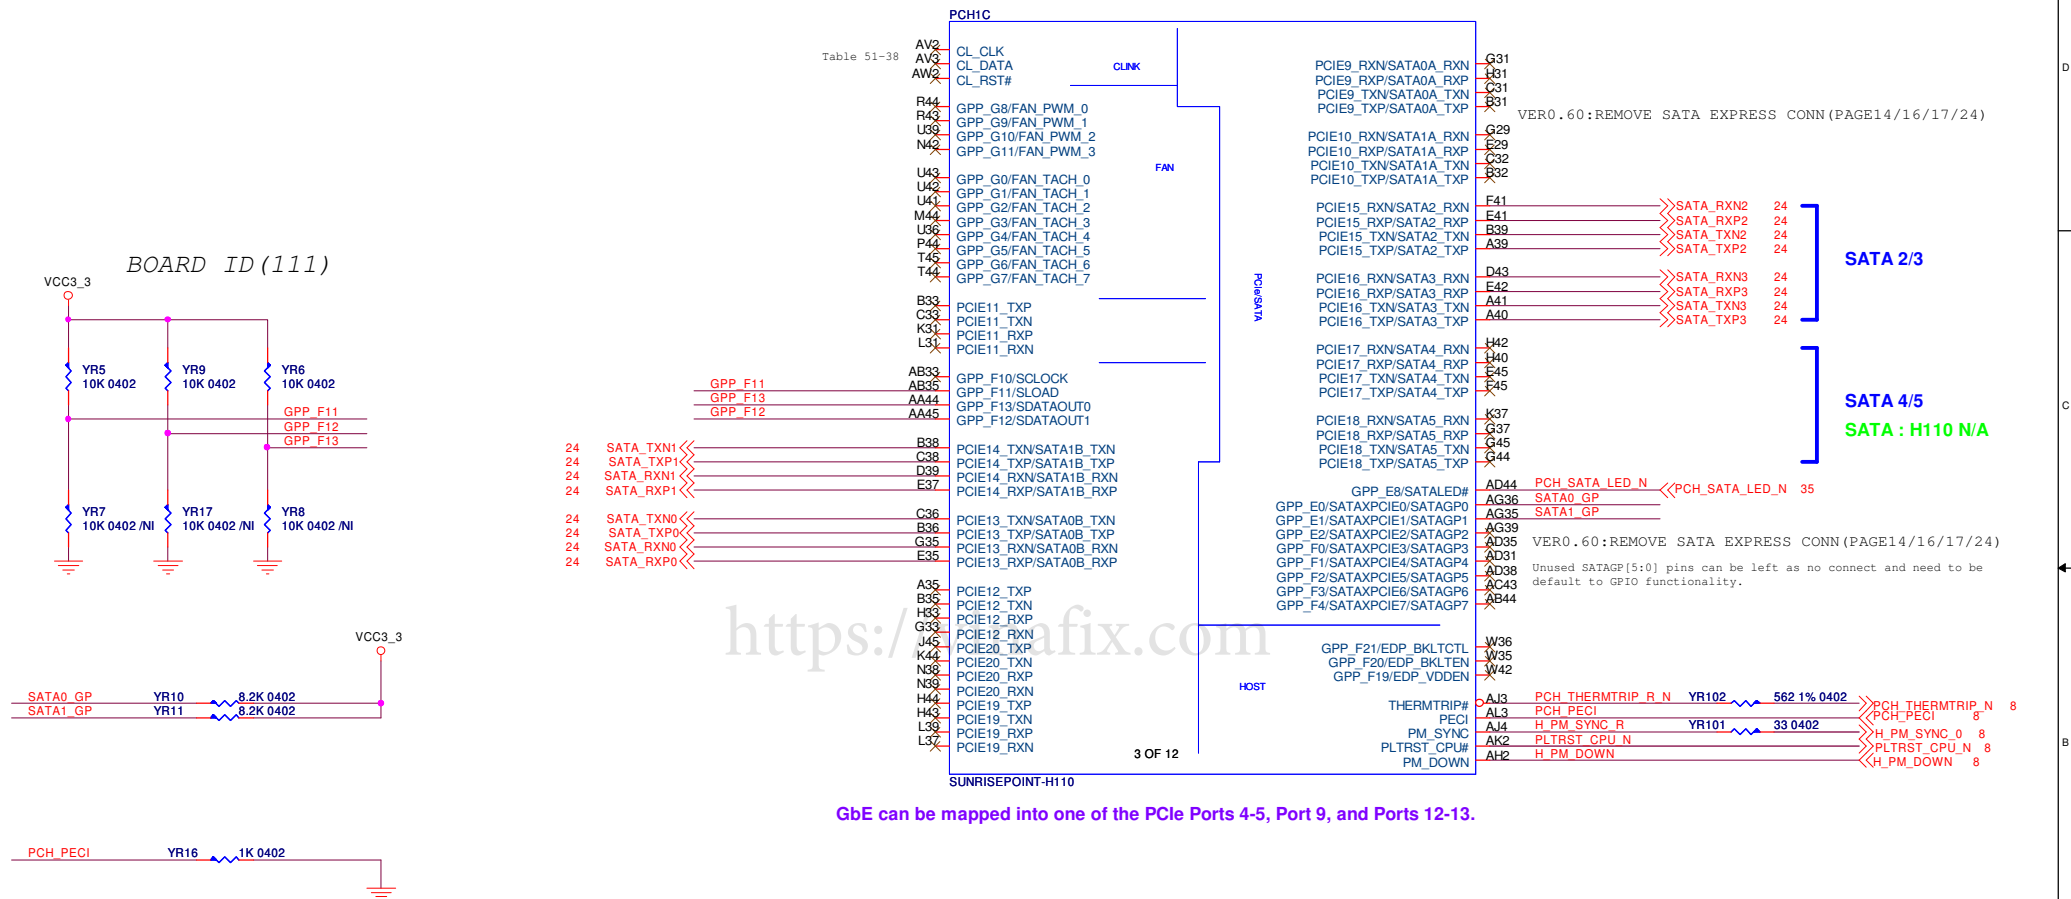 PCH1C
Table 51-38
AV2 CL_CLK
AV3 CL_DATA
AW2 CL_RST#
CLINK
R44 GPP_G8/FAN_PWM_0
R43 GPP_G9/FAN_PWM_1
U39 GPP_G10/FAN_PWM_2
N42 GPP_G11/FAN_PWM_3
FAN
U43 GPP_G0/FAN_TACH_0
U42 GPP_G1/FAN_TACH_1
U41 GPP_G2/FAN_TACH_2
M44 GPP_G3/FAN_TACH_3
U36 GPP_G4/FAN_TACH_4
P44 GPP_G5/FAN_TACH_5
T45 GPP_G6/FAN_TACH_6
T44 GPP_G7/FAN_TACH_7
B33 PCIE11_TXP
C33 PCIE11_TXN
K31 PCIE11_RXP
L31 PCIE11_RXN
AB33 GPP_F10/SCLOCK
GPP_F11 AB35 GPP_F11/SLOAD
GPP_F13 AA44 GPP_F13/SDATAOUT0
GPP_F12 AA45 GPP_F12/SDATAOUT1
24 SATA_TXN1 B38 PCIE14_TXN/SATA1B_TXN
24 SATA_TXP1 C38 PCIE14_TXP/SATA1B_TXP
24 SATA_RXN1 D39 PCIE14_RXN/SATA1B_RXN
24 SATA_RXP1 E37 PCIE14_RXP/SATA1B_RXP
24 SATA_TXN0 C36 PCIE13_TXN/SATA0B_TXN
24 SATA_TXP0 B36 PCIE13_TXP/SATA0B_TXP
24 SATA_RXN0 G35 PCIE13_RXN/SATA0B_RXN
24 SATA_RXP0 E35 PCIE13_RXP/SATA0B_RXP
A35 PCIE12_TXP
B35 PCIE12_TXN
H33 PCIE12_RXP
G33 PCIE12_RXN
J45 PCIE20_TXP
K44 PCIE20_TXN
N38 PCIE20_RXP
N39 PCIE20_RXN
H44 PCIE19_TXP
H43 PCIE19_TXN
L39 PCIE19_RXP
L37 PCIE19_RXN
PCIe/SATA
HOST
3 OF 12
SUNRISEPOINT-H110
PCIE9_RXN/SATA0A_RXN G31
PCIE9_RXP/SATA0A_RXP H31
PCIE9_TXN/SATA0A_TXN C31
PCIE9_TXP/SATA0A_TXP B31
VER0.60:REMOVE SATA EXPRESS CONN(PAGE14/16/17/24)
PCIE10_RXN/SATA1A_RXN G29
PCIE10_RXP/SATA1A_RXP E29
PCIE10_TXN/SATA1A_TXN C32
PCIE10_TXP/SATA1A_TXP B32
PCIE15_RXN/SATA2_RXN F41 SATA_RXN2 24
PCIE15_RXP/SATA2_RXP E41 SATA_RXP2 24
PCIE15_TXN/SATA2_TXN B39 SATA_TXN2 24
PCIE15_TXP/SATA2_TXP A39 SATA_TXP2 24
SATA 2/3
PCIE16_RXN/SATA3_RXN D43 SATA_RXN3 24
PCIE16_RXP/SATA3_RXP E42 SATA_RXP3 24
PCIE16_TXN/SATA3_TXN A41 SATA_TXN3 24
PCIE16_TXP/SATA3_TXP A40 SATA_TXP3 24
PCIE17_RXN/SATA4_RXN H42
PCIE17_RXP/SATA4_RXP H40
PCIE17_TXN/SATA4_TXN E45
PCIE17_TXP/SATA4_TXP F45
SATA 4/5
SATA : H110 N/A
PCIE18_RXN/SATA5_RXN K37
PCIE18_RXP/SATA5_RXP G37
PCIE18_TXN/SATA5_TXN G45
PCIE18_TXP/SATA5_TXP G44
GPP_E8/SATALED# AD44 PCH_SATA_LED_N PCH_SATA_LED_N 35
GPP_E0/SATAXPCIE0/SATAGP0 AG36 SATA0_GP
GPP_E1/SATAXPCIE1/SATAGP1 AG35 SATA1_GP
GPP_E2/SATAXPCIE2/SATAGP2 AG39
GPP_F0/SATAXPCIE3/SATAGP3 AD35
GPP_F1/SATAXPCIE4/SATAGP4 AD31
GPP_F2/SATAXPCIE5/SATAGP5 AD38
GPP_F3/SATAXPCIE6/SATAGP6 AC43
GPP_F4/SATAXPCIE7/SATAGP7 AB44
VER0.60:REMOVE SATA EXPRESS CONN(PAGE14/16/17/24)
Unused SATAGP[5:0] pins can be left as no connect and need to be
default to GPIO functionality.
GPP_F21/EDP_BKLTCTL W36
GPP_F20/EDP_BKLTEN W35
GPP_F19/EDP_VDDEN W42
THERMTRIP# AJ3 PCH_THERMTRIP_R_N YR102 562 1% 0402 PCH_THERMTRIP_N 8
PECI AL3 PCH_PECI PCH_PECI 8
PM_SYNC AJ4 H_PM_SYNC_R YR101 33 0402 H_PM_SYNC_0 8
PLTRST_CPU# AK2 PLTRST_CPU_N PLTRST_CPU_N 8
PM_DOWN AH2 H_PM_DOWN H_PM_DOWN 8
GbE can be mapped into one of the PCIe Ports 4-5, Port 9, and Ports 12-13.
BOARD ID(111)
VCC3_3
YR5 YR9 YR6
10K 0402 10K 0402 10K 0402
GPP_F11
GPP_F12
GPP_F13
YR7 YR17 YR8
10K 0402 /NI 10K 0402 /NI 10K 0402 /NI
VCC3_3
SATA0_GP YR10 8.2K 0402
SATA1_GP YR11 8.2K 0402
PCH_PECI YR16 1K 0402
D
C
B